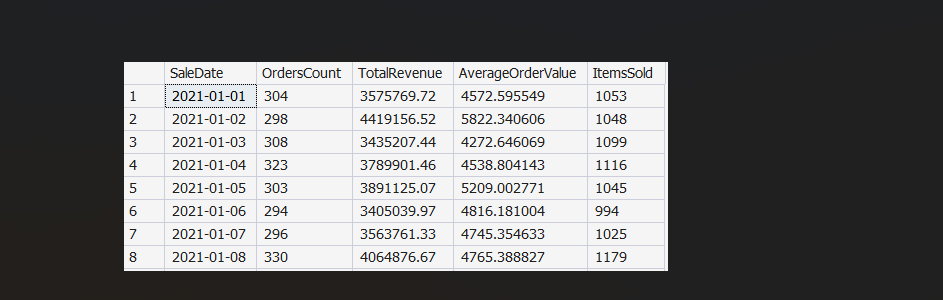 SaleDate OrdersCount TotalRevenue AverageOrderValue ItemsSold
1 2021-01-01 304 3575769.72 4572.595549 1053
2 2021-01-02 298 4419156.52 5822.340606 1048
3 2021-01-03 308 3435207.44 4272.646069 1099
4 2021-01-04 323 3789901.46 4538.804143 1116
5 2021-01-05 303 3891125.07 5209.002771 1045
6 2021-01-06 294 3405039.97 4816.181004 994
7 2021-01-07 296 3563761.33 4745.354633 1025
8 2021-01-08 330 4064876.67 4765.388827 1179